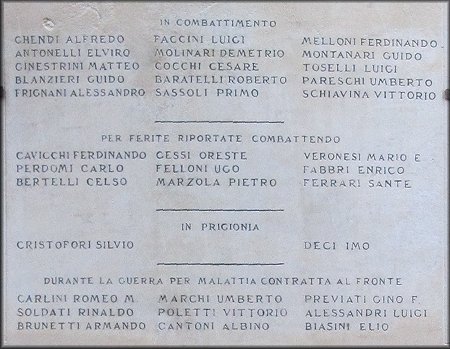 IN COMBATTIMENTO
CHENDI ALFREDO FACCINI LUIGI MELLONI FERDINANDO
ANTONELLI ELVIRO MOLINARI DEMETRIO MONTANARI GUIDO
GINESTRINI MATTEO COCCHI CESARE TOSELLI LUIGI
BLANZIERI GUIDO BARATELLI ROBERTO PARESCHI UMBERTO
FRIGNANI ALESSANDRO SASSOLI PRIMO SCHIAVINA VITTORIO
PER FERITE RIPORTATE COMBATTENDO
CAVICCHI FERDINANDO GESSI ORESTE VERONESI MARIO E
PERDOMI CARLO FELLONI UGO FABBRI ENRICO
BERTELLI CELSO MARZOLA PIETRO FERRARI SANTE
IN PRIGIONIA
CRISTOFORI SILVIO DECI IMO
DURANTE LA GUERRA PER MALATTIA CONTRATTA AL FRONTE
CARLINI ROMEO M. MARCHI UMBERTO PREVIATI GINO F.
SOLDATI RINALDO POLETTI VITTORIO ALESSANDRI LUIGI
BRUNETTI ARMANDO CANTONI ALBINO BIASINI ELIO